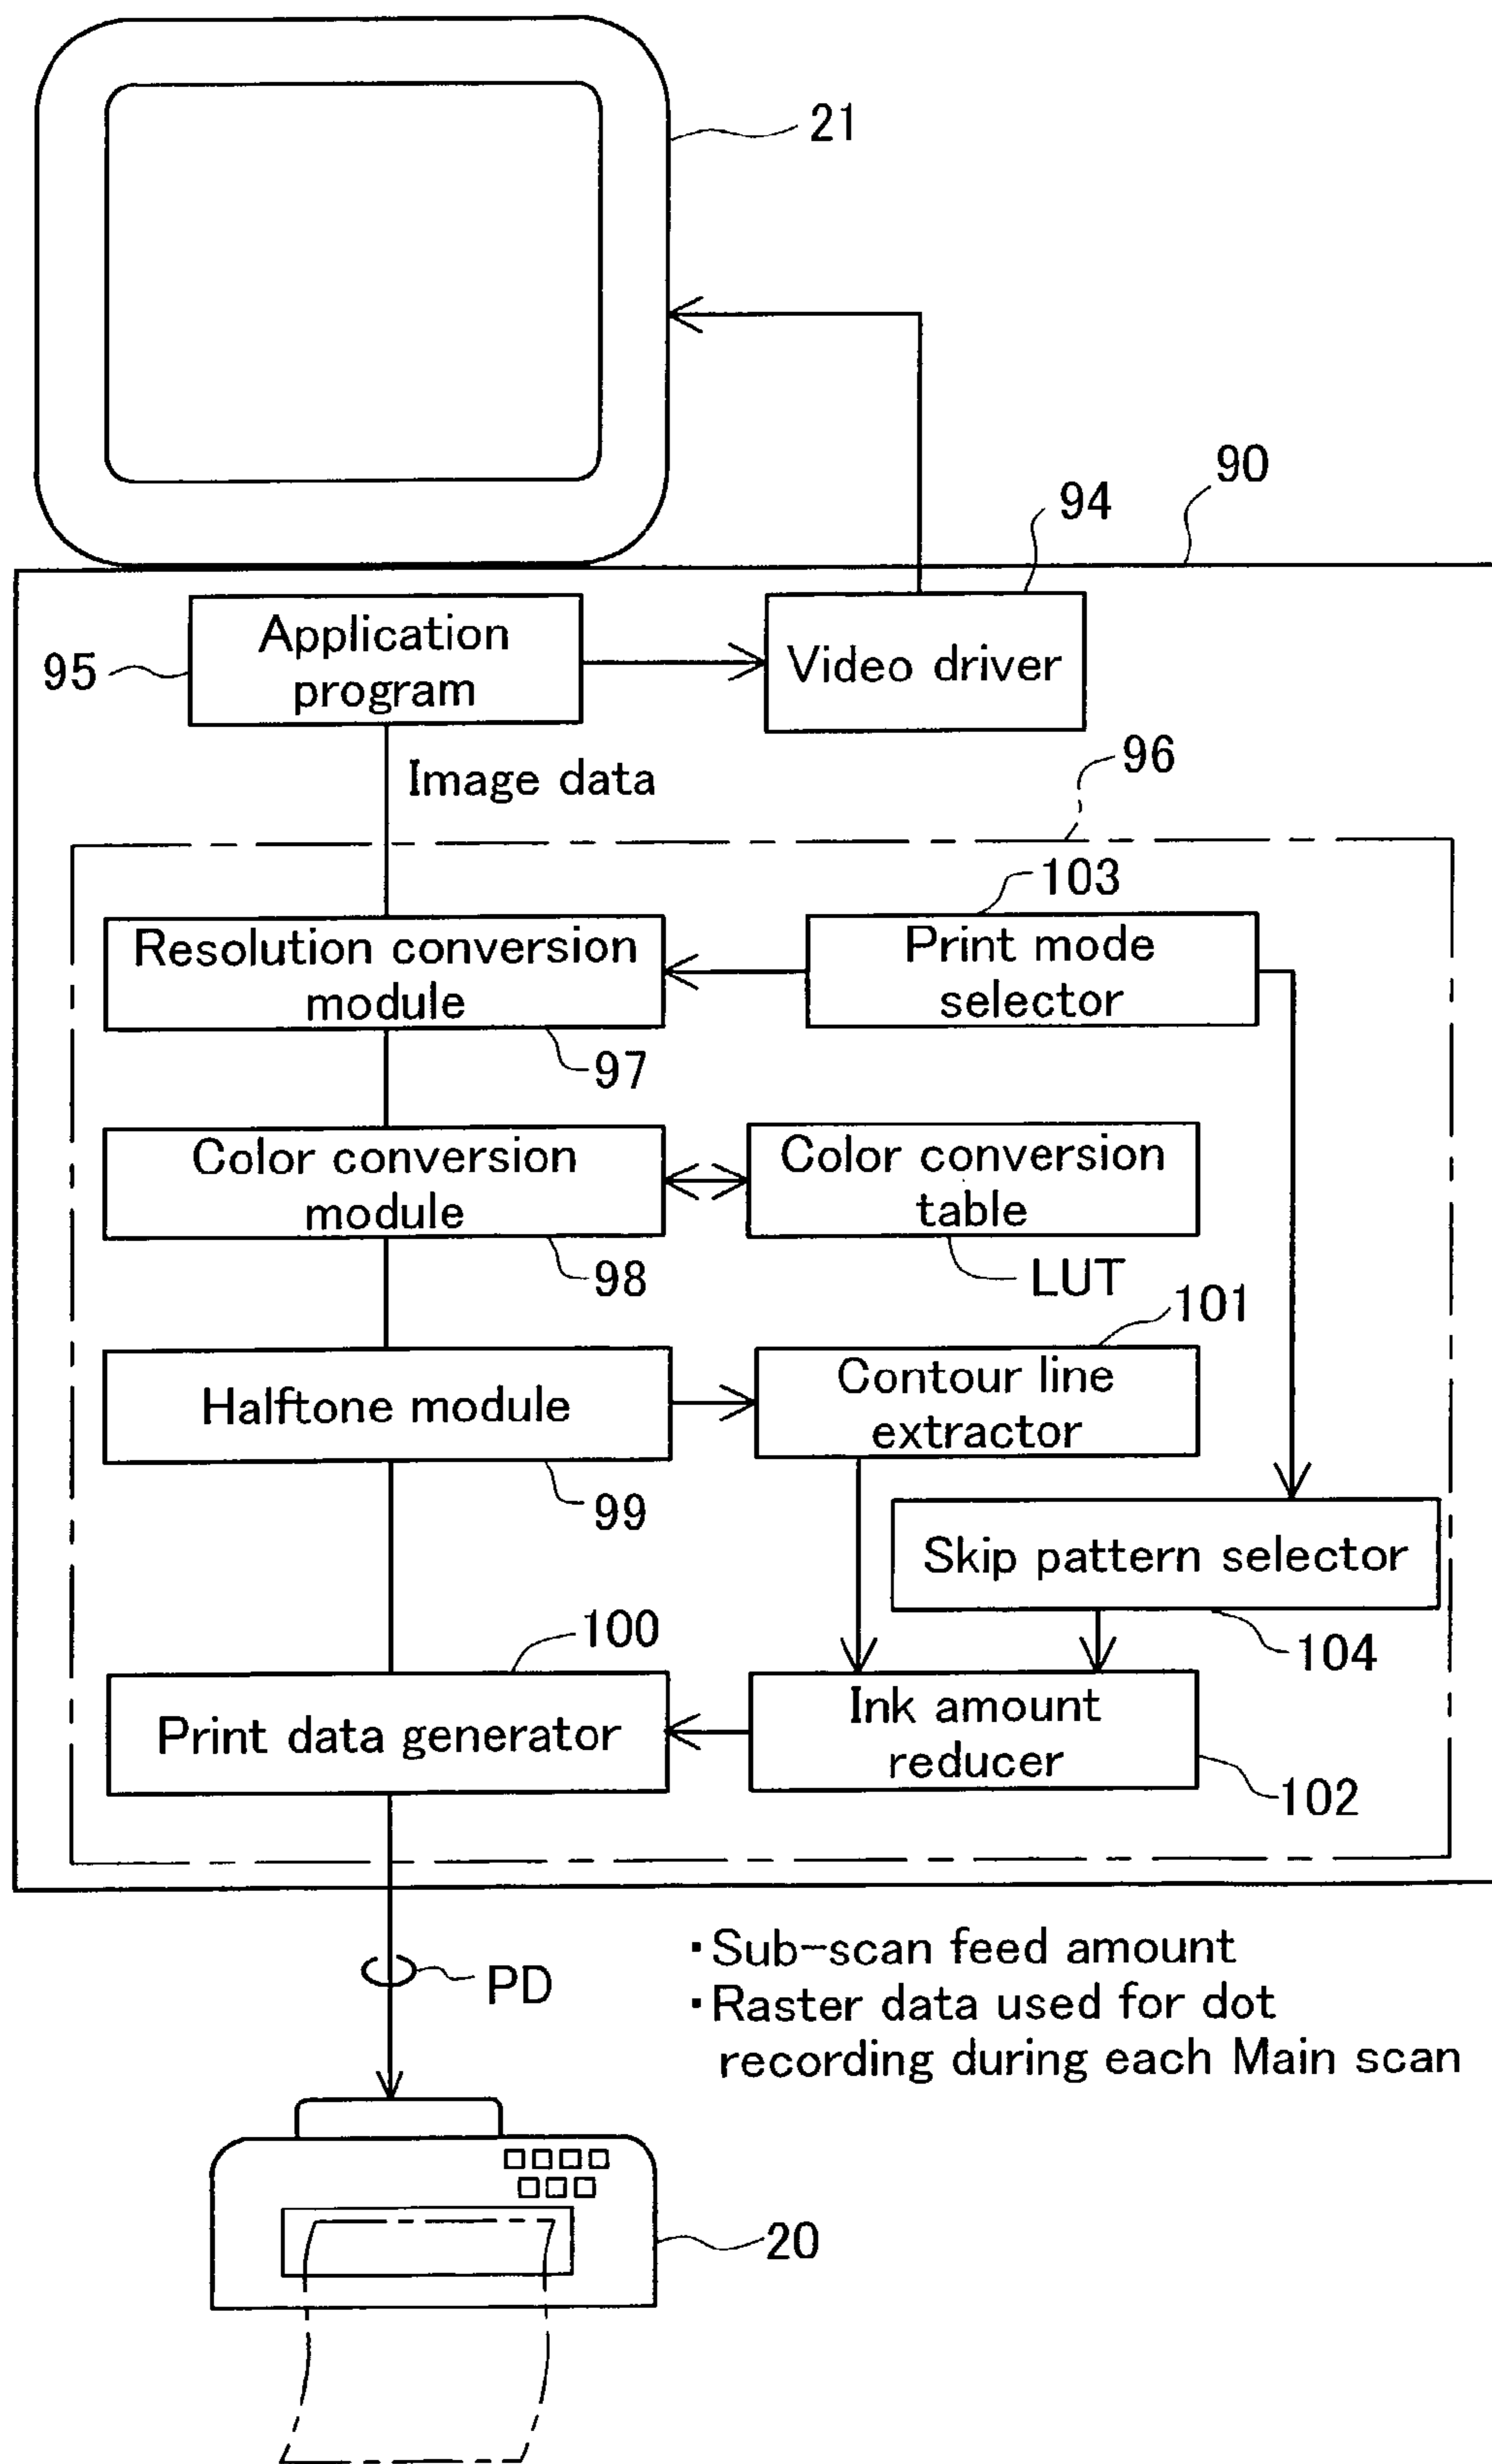 21
90
94
Application
program
95
Video driver
96
Image data
103
Resolution conversion
module
Print mode
selector
97
Color conversion
module
Color conversion
table
98
LUT
101
Halftone module
Contour line
extractor
99
Skip pattern selector
100
104
Print data generator
Ink amount
reducer
102
PD
・Sub-scan feed amount
・Raster data used for dot
recording during each Main scan
20